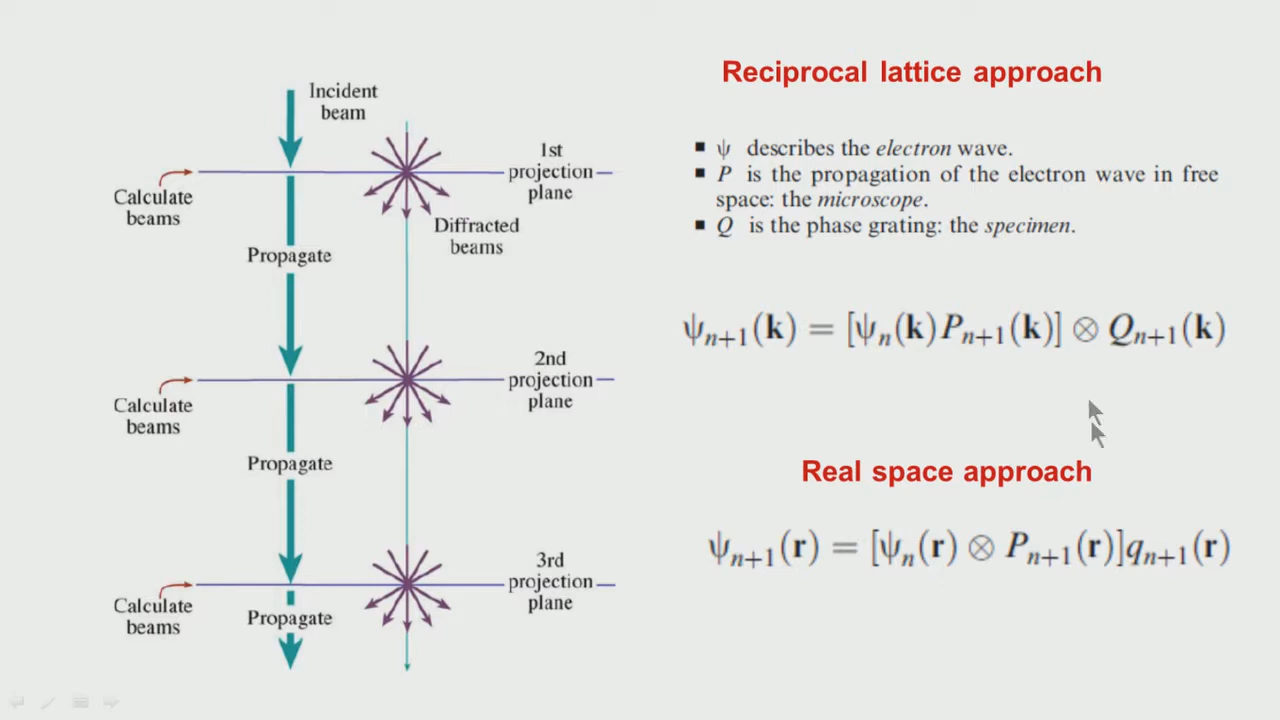 Incident
beam
Calculate
beams
1st
projection
plane
Diffracted
beams
Propagate
Calculate
beams
2nd
projection
plane
Propagate
Calculate
beams
3rd
projection
plane
Propagate
Reciprocal lattice approach
▪ ψ describes the electron wave.
▪ P is the propagation of the electron wave in free
space: the microscope.
▪ Q is the phase grating: the specimen.
ψₙ₊₁(k) = [ψₙ(k)Pₙ₊₁(k)] ⊗ Qₙ₊₁(k)
Real space approach
ψₙ₊₁(r) = [ψₙ(r) ⊗ Pₙ₊₁(r)]qₙ₊₁(r)